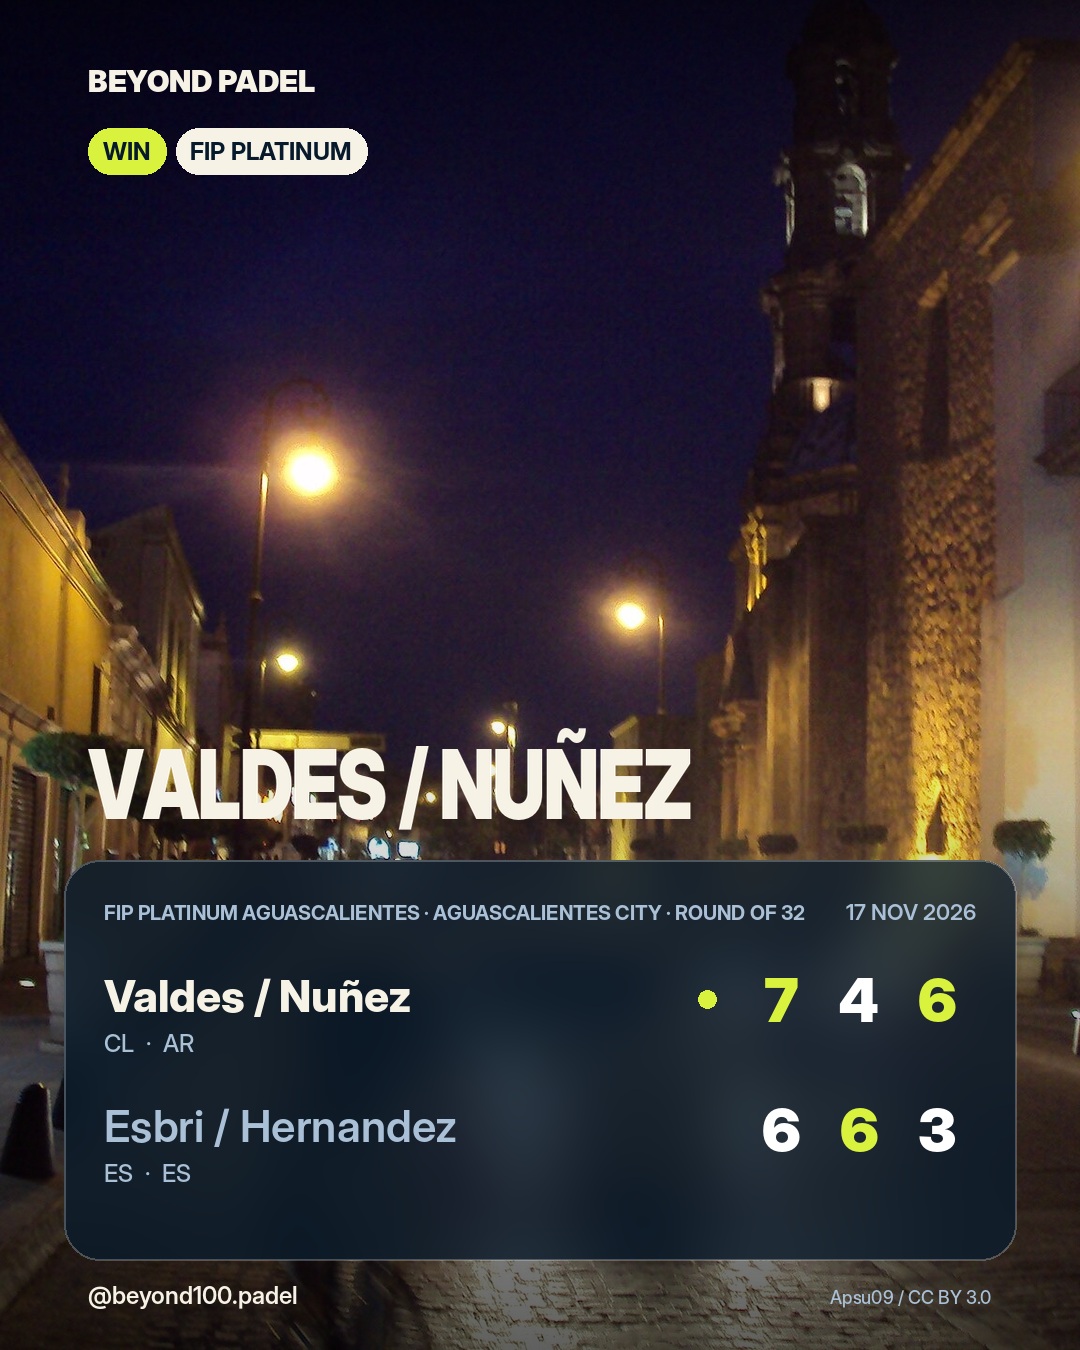 BEYOND PADEL
WIN FIP PLATINUM
VALDES / NUÑEZ
FIP PLATINUM AGUASCALIENTES · AGUASCALIENTES CITY · ROUND OF 32 17 NOV 2026
Valdes / Nuñez 7 4 6
CL · AR
Esbri / Hernandez 6 6 3
ES · ES
@beyond100.padel Apsu09 / CC BY 3.0